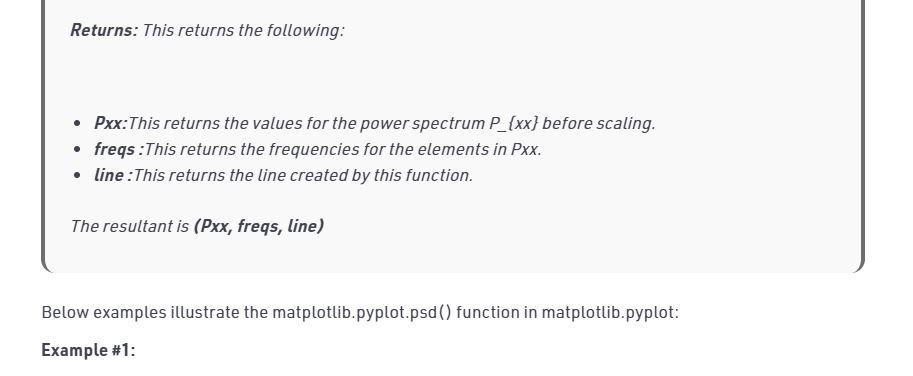 Returns: This returns the following:
Pxx:This returns the values for the power spectrum P_{xx} before scaling.
freqs :This returns the frequencies for the elements in Pxx.
line :This returns the line created by this function.
The resultant is (Pxx, freqs, line)
Below examples illustrate the matplotlib.pyplot.psd() function in matplotlib.pyplot:
Example #1: